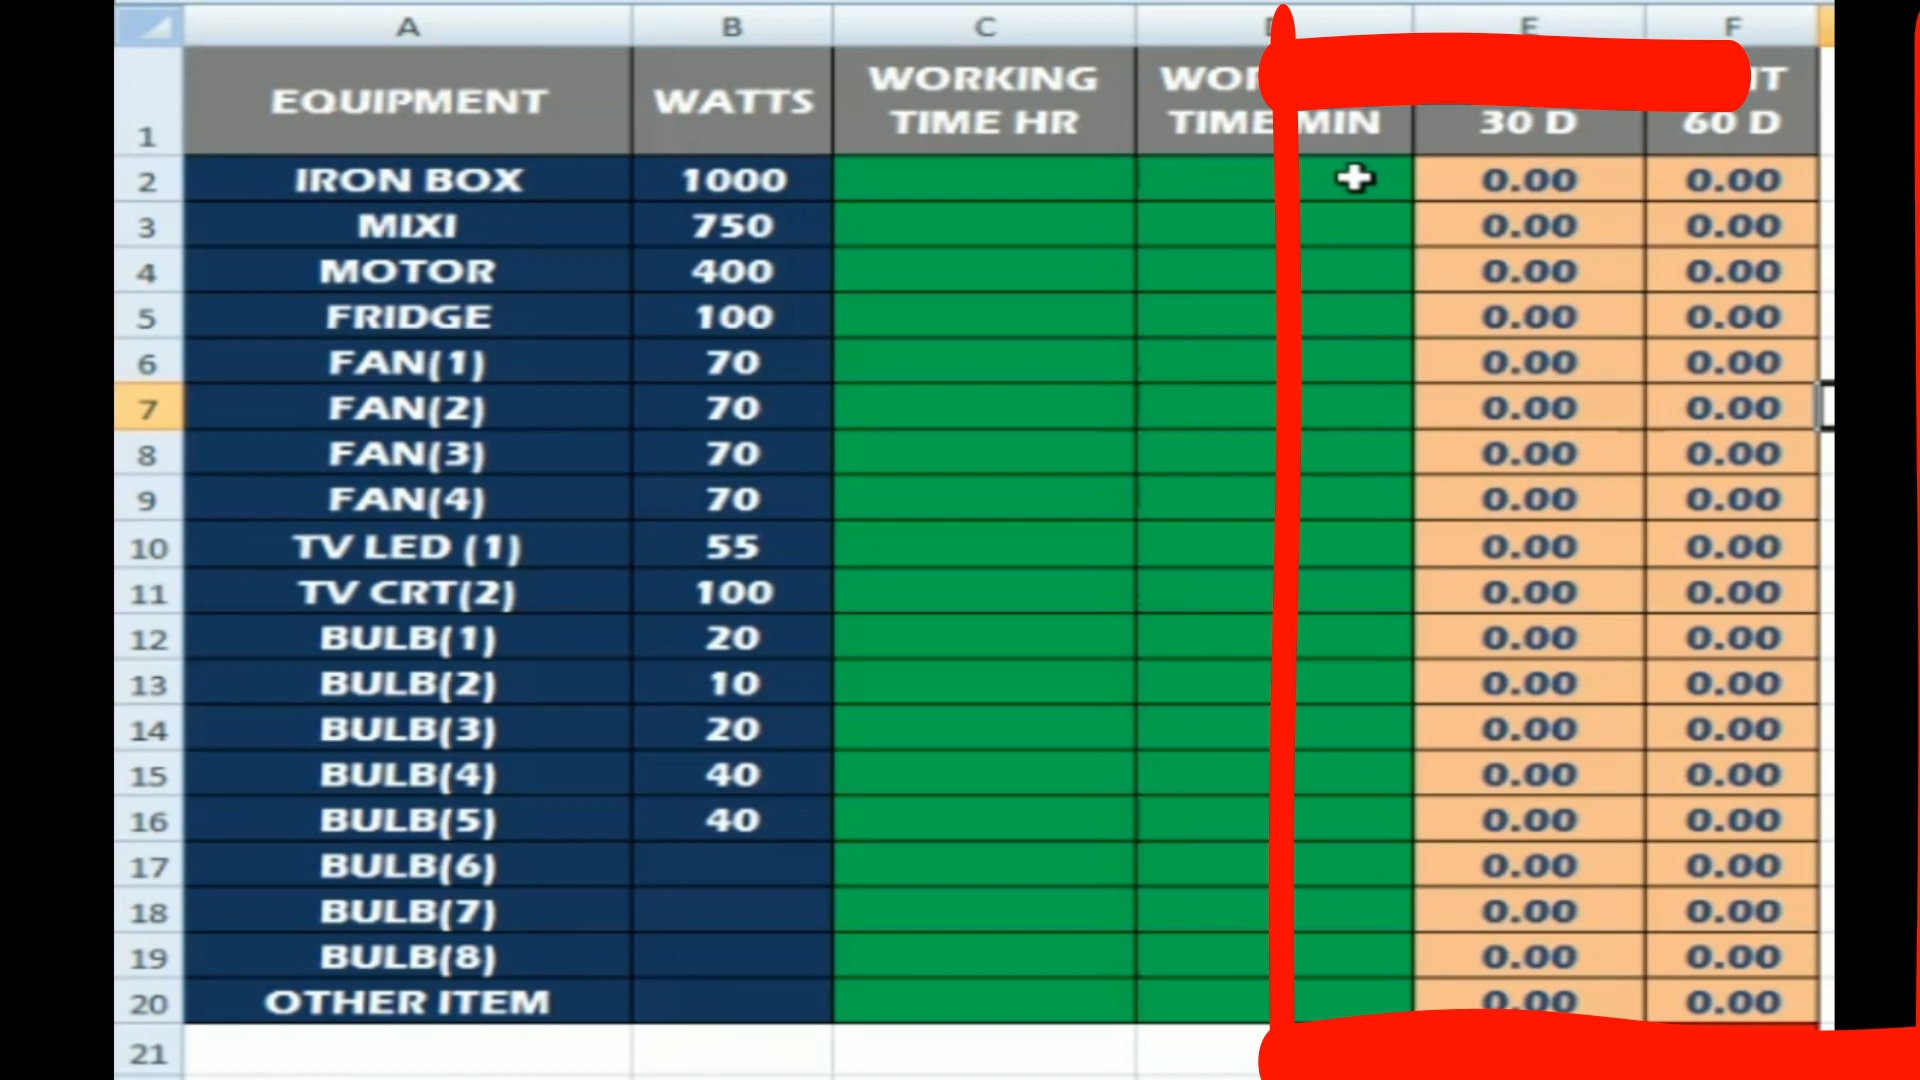 A B C E F
EQUIPMENT WATTS WORKING TIME HR TIME MIN 30 D 60 D
1
2 IRON BOX 1000 0.00 0.00
3 MIXI 750 0.00 0.00
4 MOTOR 400 0.00 0.00
5 FRIDGE 100 0.00 0.00
6 FAN(1) 70 0.00 0.00
7 FAN(2) 70 0.00 0.00
8 FAN(3) 70 0.00 0.00
9 FAN(4) 70 0.00 0.00
10 TV LED (1) 55 0.00 0.00
11 TV CRT(2) 100 0.00 0.00
12 BULB(1) 20 0.00 0.00
13 BULB(2) 10 0.00 0.00
14 BULB(3) 20 0.00 0.00
15 BULB(4) 40 0.00 0.00
16 BULB(5) 40 0.00 0.00
17 BULB(6) 0.00 0.00
18 BULB(7) 0.00 0.00
19 BULB(8) 0.00 0.00
20 OTHER ITEM 0.00 0.00
21